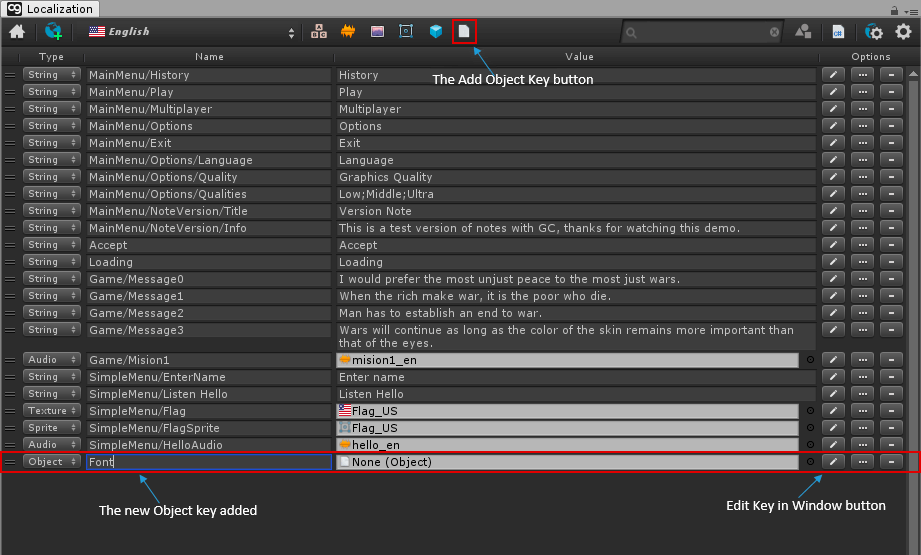 Localization
English
The Add Object Key button
Type Name Value Options
String MainMenu/History History
String MainMenu/Play Play
String MainMenu/Multiplayer Multiplayer
String MainMenu/Options Options
String MainMenu/Exit Exit
String MainMenu/Options/Language Language
String MainMenu/Options/Quality Graphics Quality
String MainMenu/Options/Qualities Low;Middle;Ultra
String MainMenu/NoteVersion/Title Version Note
String MainMenu/NoteVersion/Info This is a test version of notes with GC, thanks for watching this demo.
String Accept Accept
String Loading Loading
String Game/Message0 I would prefer the most unjust peace to the most just wars.
String Game/Message1 When the rich make war, it is the poor who die.
String Game/Message2 Man has to establish an end to war.
String Game/Message3 Wars will continue as long as the color of the skin remains more important than
that of the eyes.
Audio Game/Mision1 mision1_en
String SimpleMenu/EnterName Enter name
String SimpleMenu/Listen Hello Listen Hello
Texture SimpleMenu/Flag Flag_US
Sprite SimpleMenu/FlagSprite Flag_US
Audio SimpleMenu/HelloAudio hello_en
Object Font None (Object)
The new Object key added
Edit Key in Window button